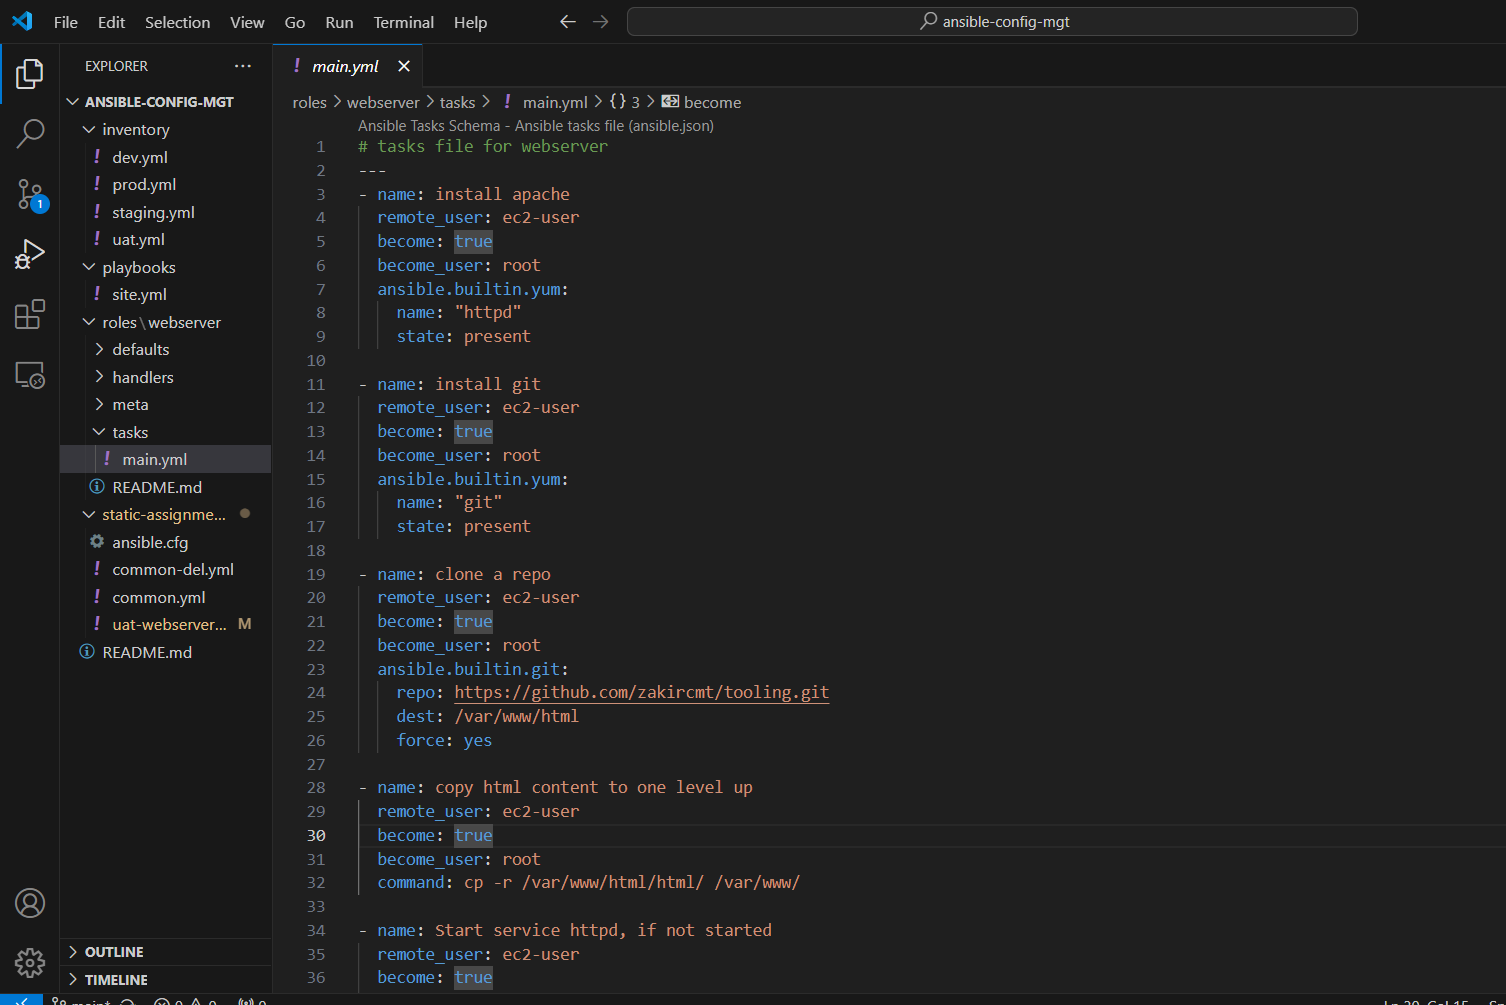 File Edit Selection View Go Run Terminal Help
ansible-config-mgt
EXPLORER
ANSIBLE-CONFIG-MGT
inventory
! dev.yml
! prod.yml
! staging.yml
! uat.yml
playbooks
! site.yml
roles\webserver
defaults
handlers
meta
tasks
! main.yml
README.md
static-assignme...
ansible.cfg
! common-del.yml
! common.yml
! uat-webserver... M
README.md
OUTLINE
TIMELINE
1
! main.yml
roles > webserver > tasks > ! main.yml > {} 3 > become
Ansible Tasks Schema - Ansible tasks file (ansible.json)
1 # tasks file for webserver
2 ---
3 - name: install apache
4 remote_user: ec2-user
5 become: true
6 become_user: root
7 ansible.builtin.yum:
8 name: "httpd"
9 state: present
10
11 - name: install git
12 remote_user: ec2-user
13 become: true
14 become_user: root
15 ansible.builtin.yum:
16 name: "git"
17 state: present
18
19 - name: clone a repo
20 remote_user: ec2-user
21 become: true
22 become_user: root
23 ansible.builtin.git:
24 repo: https://github.com/zakircmt/tooling.git
25 dest: /var/www/html
26 force: yes
27
28 - name: copy html content to one level up
29 remote_user: ec2-user
30 become: true
31 become_user: root
32 command: cp -r /var/www/html/html/ /var/www/
33
34 - name: Start service httpd, if not started
35 remote_user: ec2-user
36 become: true